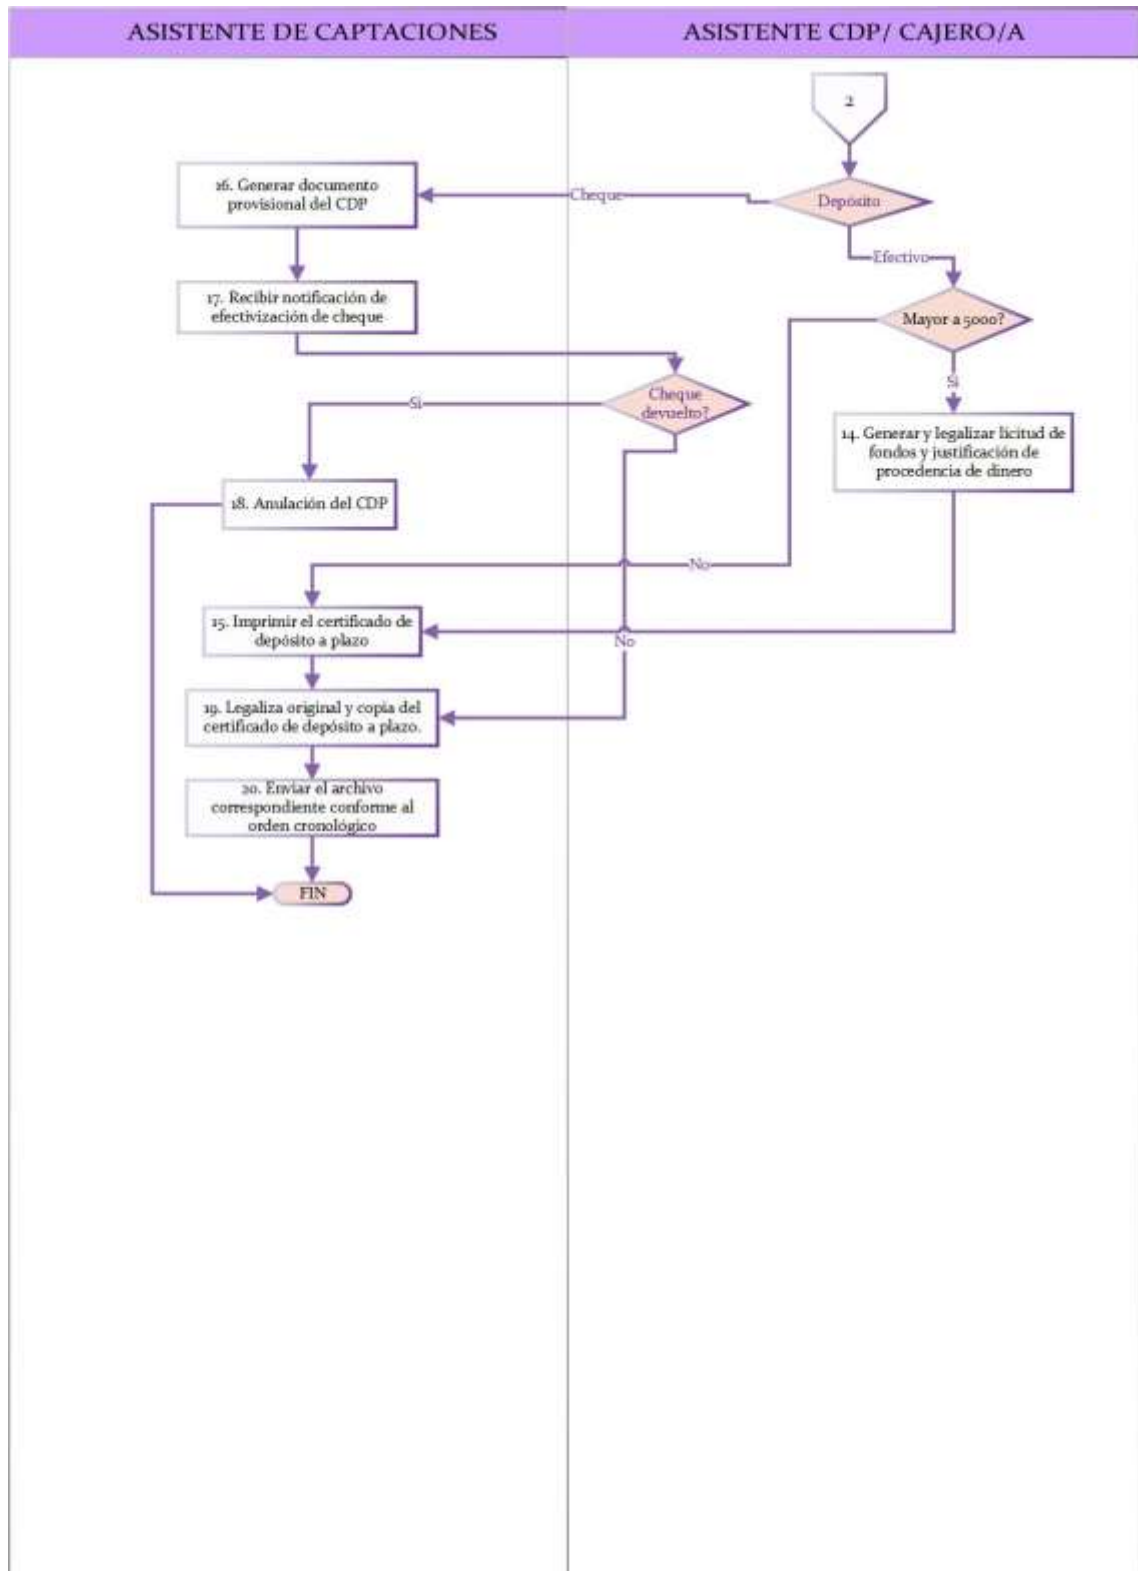 ASISTENTE DE CAPTACIONES
ASISTENTE CDP/ CAJERO/A
2
16. Generar documento
provisional del CDP
Cheque
Depósito
Efectivo
17. Recibir notificación de
efectivización de cheque
Mayor a 5000?
Si
Cheque
devuelto?
Si
14. Generar y legalizar licitud de
fondos y justificación de
procedencia de dinero
18. Anulación del CDP
No
15. Imprimir el certificado de
depósito a plazo
No
19. Legaliza original y copia del
certificado de depósito a plazo.
20. Enviar el archivo
correspondiente conforme al
orden cronológico
FIN